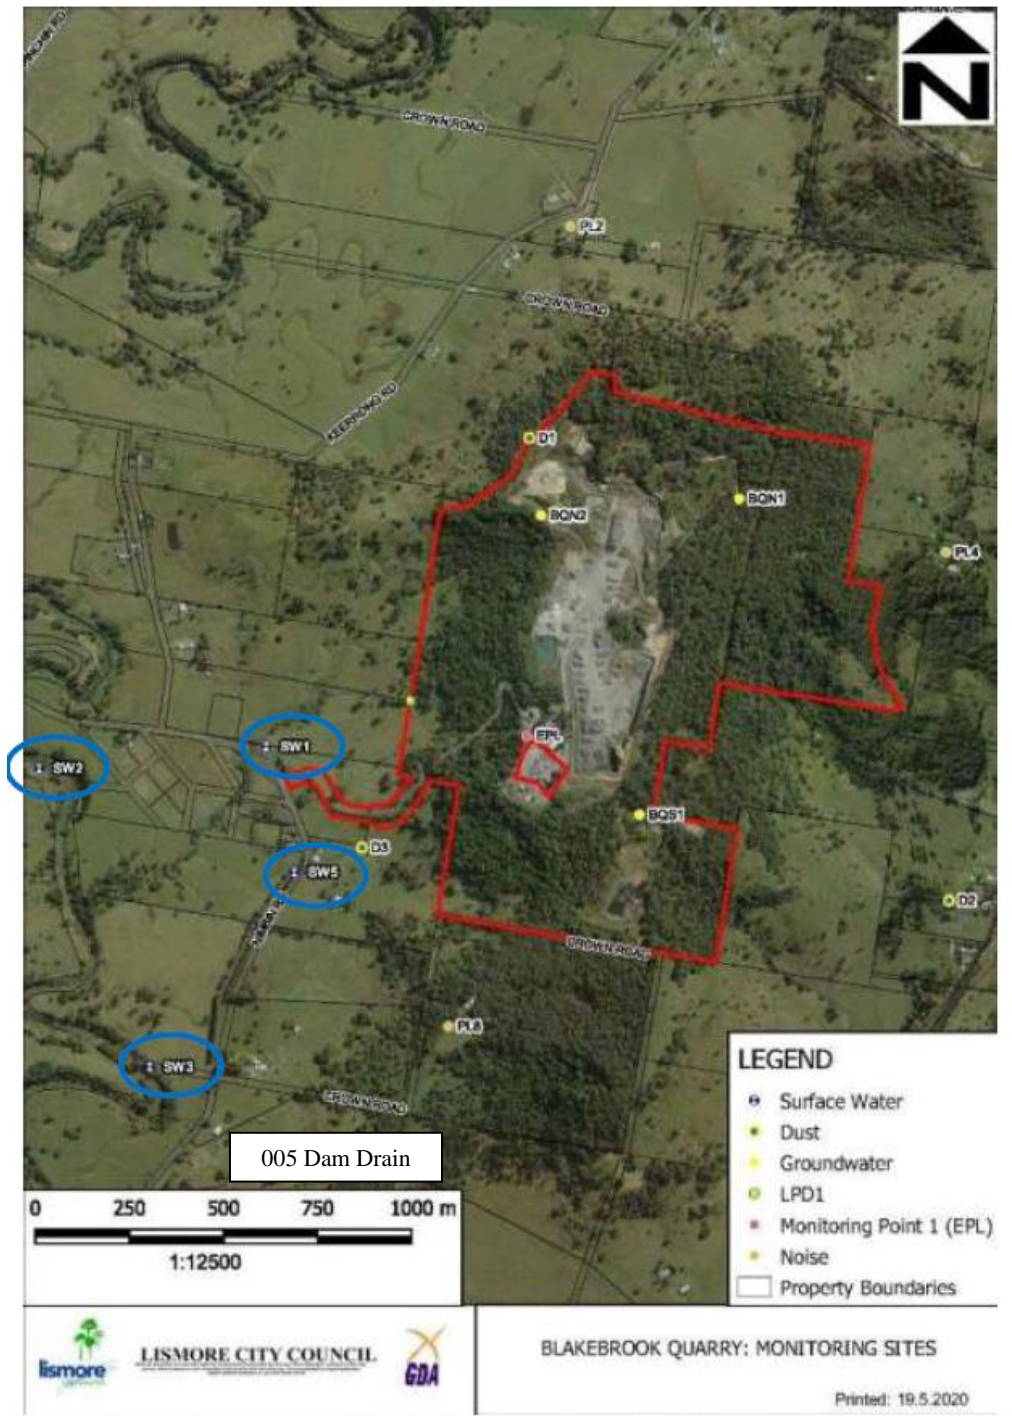 N
CROWN ROAD
PL2
CROWN ROAD
KEERRONG RD
D1
BQN1
BQN2
PL4
EPL
SW1
SW2
BQS1
D3
SW5
D2
CROWN ROAD
PL8
SW3
CROWN ROAD
005 Dam Drain
0 250 500 750 1000 m
1:12500
LEGEND
Surface Water
Dust
Groundwater
LPD1
Monitoring Point 1 (EPL)
Noise
Property Boundaries
lismore
LISMORE CITY COUNCIL
GDA
BLAKEBROOK QUARRY: MONITORING SITES
Printed: 19.5.2020